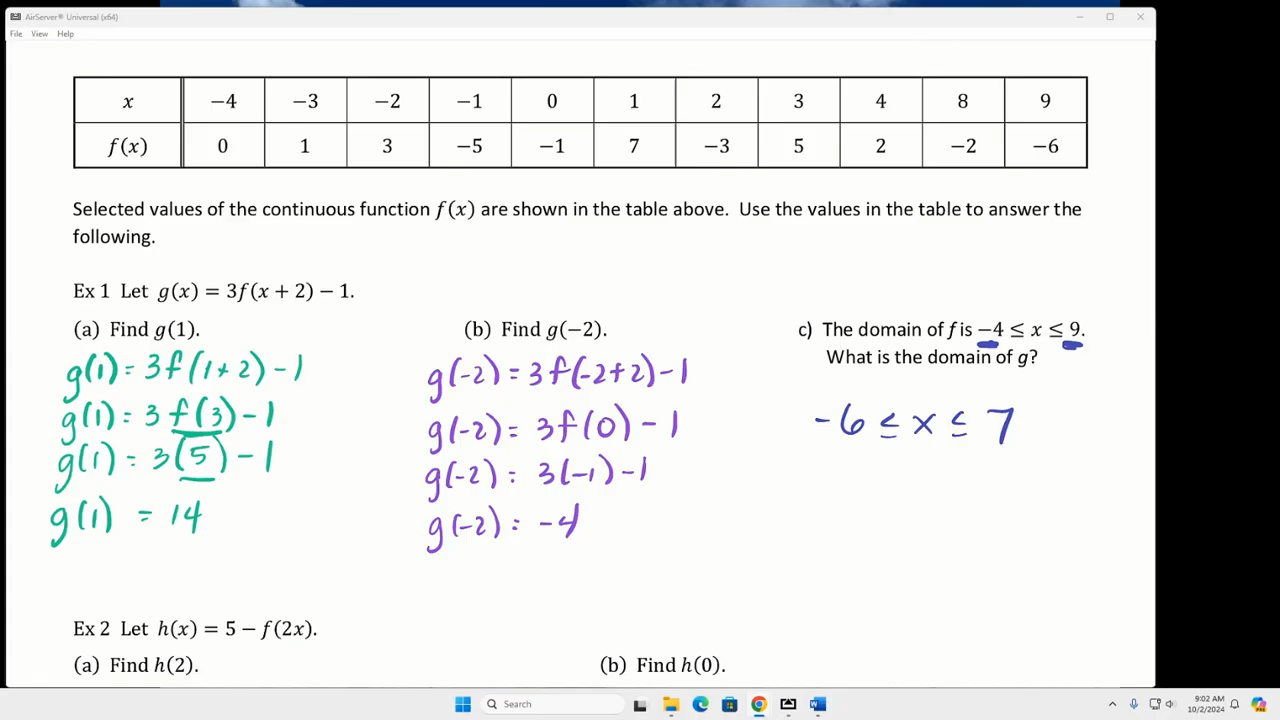 AirServer® Universal (x64)
File View Help
x −4 −3 −2 −1 0 1 2 3 4 8 9
f(x) 0 1 3 −5 −1 7 −3 5 2 −2 −6
Selected values of the continuous function f(x) are shown in the table above. Use the values in the table to answer the
following.
Ex 1 Let g(x) = 3f(x + 2) − 1.
(a) Find g(1).
g(1) = 3f(1+2) − 1
g(1) = 3 f(3) − 1
g(1) = 3(5) − 1
g(1) = 14
(b) Find g(−2).
g(-2) = 3f(-2+2) − 1
g(-2) = 3f(0) − 1
g(-2) = 3(-1) − 1
g(-2) = -4
c) The domain of f is −4 ≤ x ≤ 9.
What is the domain of g?
-6 ≤ x ≤ 7
Ex 2 Let h(x) = 5 − f(2x).
(a) Find h(2).
(b) Find h(0).
Search
9:02 AM
10/2/2024